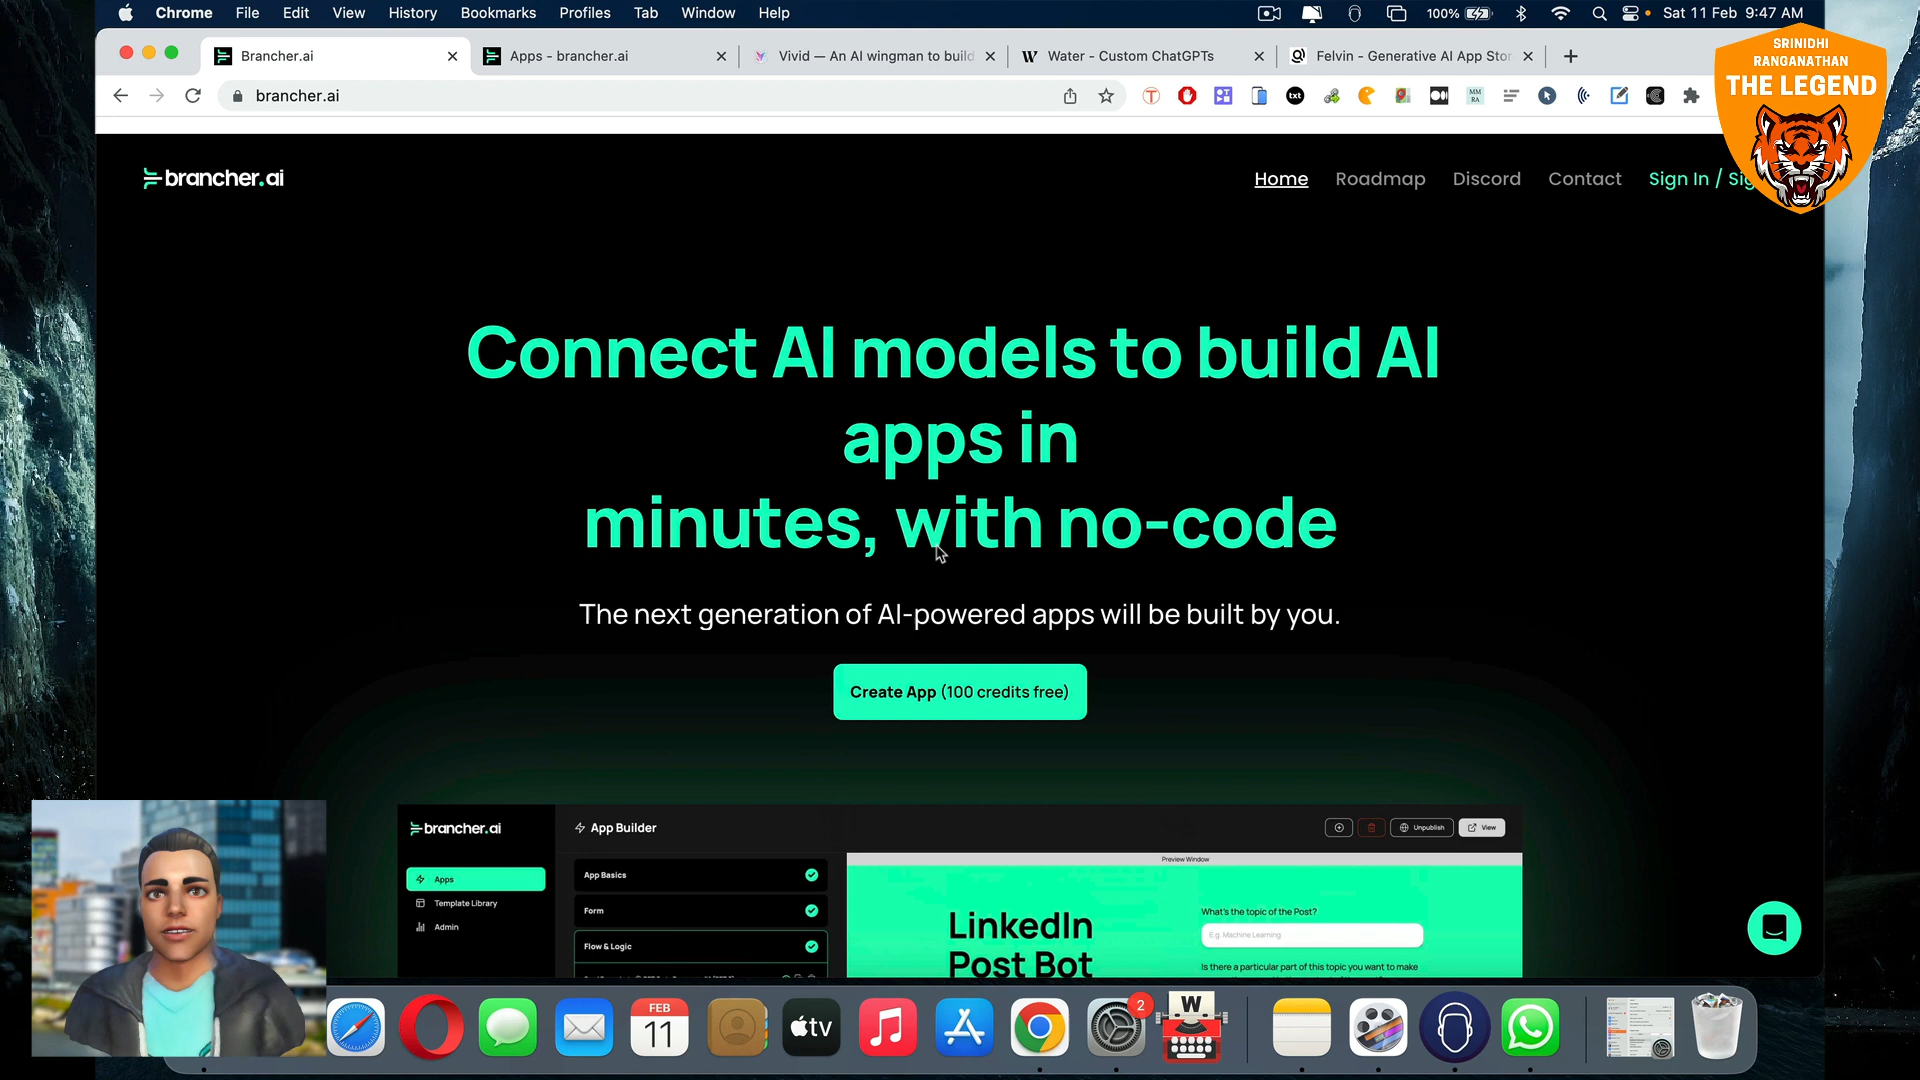 Chrome File Edit View History Bookmarks Profiles Tab Window Help 100% Sat 11 Feb 9:47 AM
Brancher.ai Apps - brancher.ai Vivid — An AI wingman to build W Water - Custom ChatGPTs Felvin - Generative AI App Stor
brancher.ai txt MM RA
SRINIDHI
RANGANATHAN
THE LEGEND
brancher.ai Home Roadmap Discord Contact Sign In / Sig
Connect AI models to build AI
apps in
minutes, with no-code
The next generation of AI-powered apps will be built by you.
Create App (100 credits free)
brancher.ai App Builder Unpublish View
Preview Window
Apps
Template Library
Admin
App Basics
Form
Flow & Logic
LinkedIn
Post Bot
What's the topic of the Post?
E.g. Machine Learning
Is there a particular part of this topic you want to make
FEB
11
tv
2
W